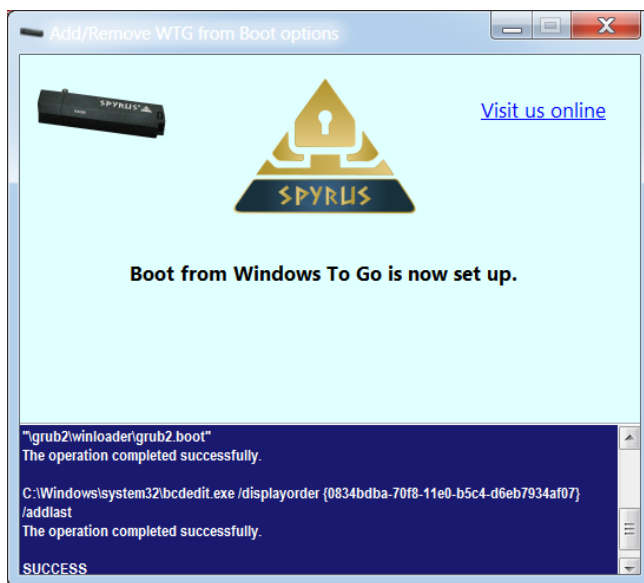 Add/Remove WTG from Boot options
SPYRUS
Visit us online
SPYRUS
Boot from Windows To Go is now set up.
"\grub2\winloader\grub2.boot"
The operation completed successfully.
C:\Windows\system32\bcdedit.exe /displayorder {0834bdba-70f8-11e0-b5c4-d6eb7934af07}
/addlast
The operation completed successfully.
SUCCESS